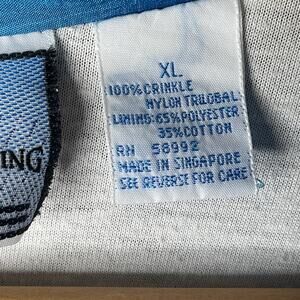 XL
100% CRINKLE
NYLON TRILOBAL
LINING: 65% POLYESTER
35% COTTON
RN 58992
MADE IN SINGAPORE
SEE REVERSE FOR CARE
ING